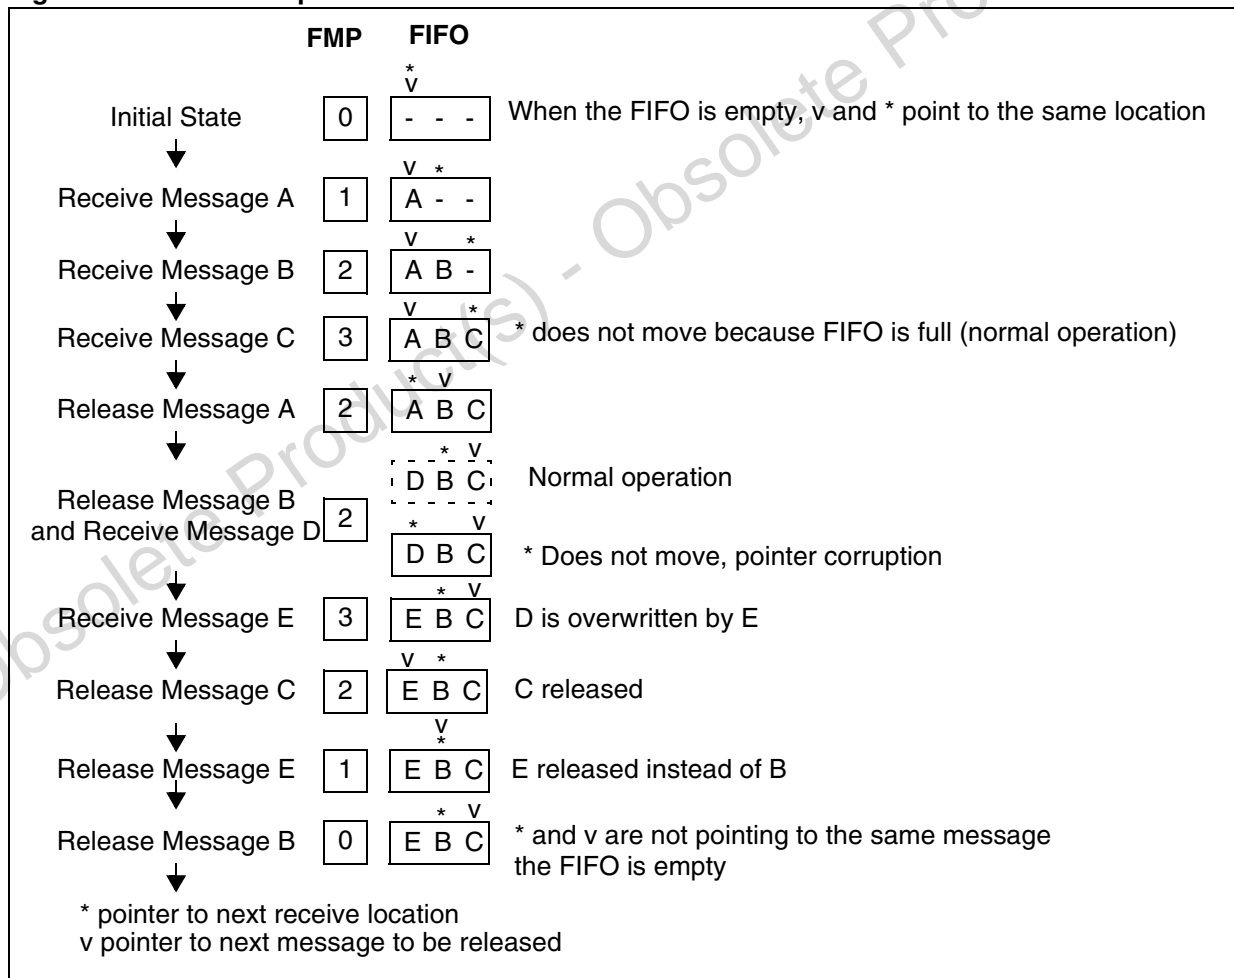 FMP FIFO
*
v
Initial State 0 - - - When the FIFO is empty, v and * point to the same location
v *
Receive Message A 1 A - -
v *
Receive Message B 2 A B -
v *
Receive Message C 3 A B C * does not move because FIFO is full (normal operation)
* v
Release Message A 2 A B C
* v
D B C Normal operation
Release Message B
and Receive Message D 2
* v
D B C * Does not move, pointer corruption
* v
Receive Message E 3 E B C D is overwritten by E
v *
Release Message C 2 E B C C released
v
*
Release Message E 1 E B C E released instead of B
* v
Release Message B 0 E B C * and v are not pointing to the same message
the FIFO is empty
* pointer to next receive location
v pointer to next message to be released
Obsolete Product(s) - Obsolete Pro